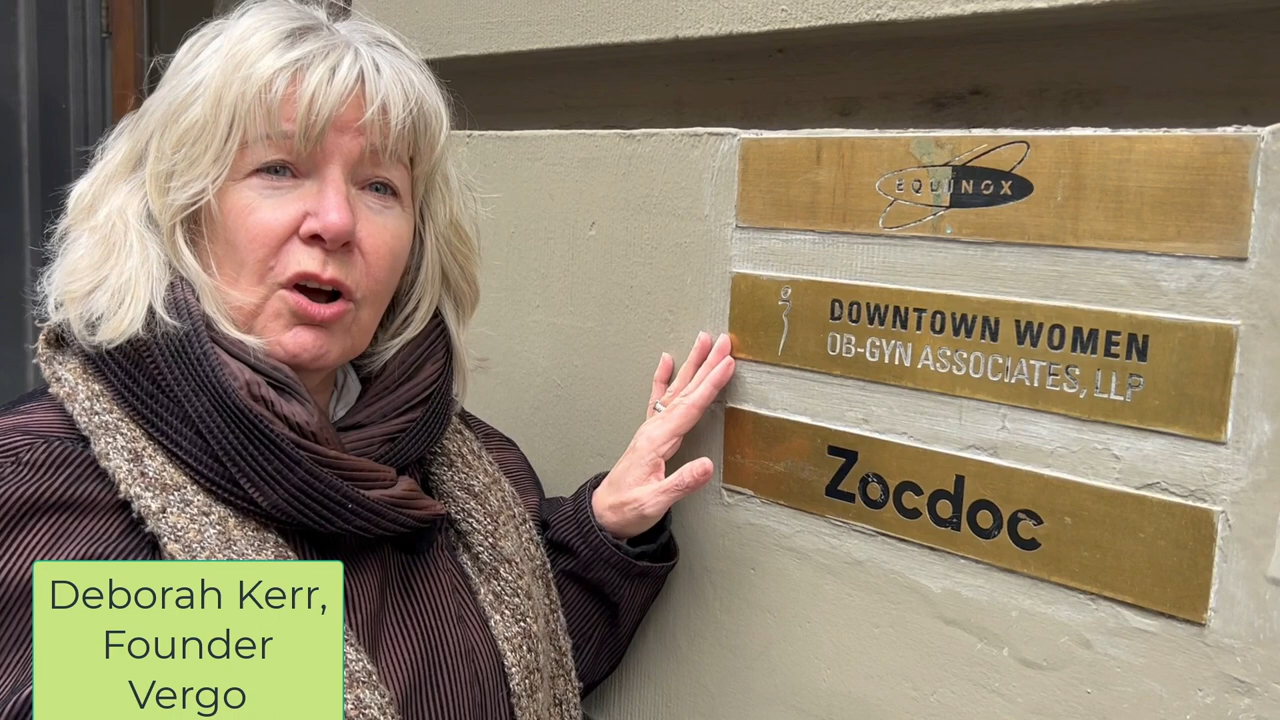 EQUINOX
DOWNTOWN WOMEN
OB-GYN ASSOCIATES, LLP
Zocdoc
Deborah Kerr,
Founder
Vergo